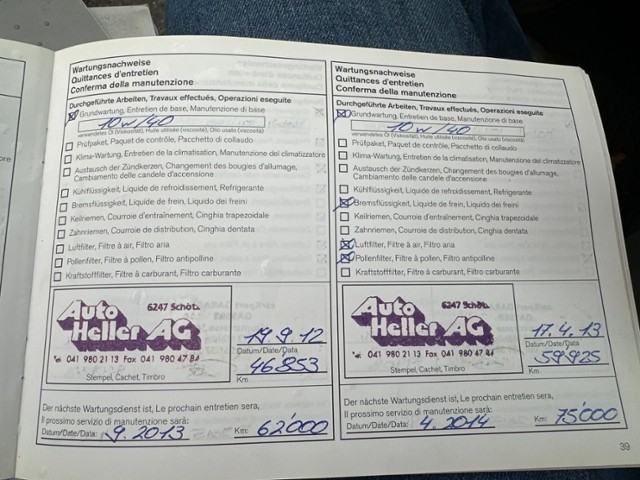 Wartungsnachweise
Quittances d'entretien
Conferma della manutenzione
Durchgeführte Arbeiten, Travaux effectués, Operazioni eseguite
Grundwartung, Entretien de base, Manutenzione di base
10w/40
verwendetes Öl (Viskosität), Huile utilisée (viscosité), Olio usato (viscosità)
Prüfpaket, Paquet de contrôle, Pacchetto di collaudo
Klima-Wartung, Entretien de la climatisation, Manutenzione del climatizzatore
Austausch der Zündkerzen, Changement des bougies d'allumage,
Cambiamento delle candele d'accensione
Kühlflüssigkeit, Liquide de refroidissement, Refrigerante
Bremsflüssigkeit, Liquide de frein, Liquido dei freini
Keilriemen, Courroie d'entraînement, Cinghia trapezoidale
Zahnriemen, Courroie de distribution, Cinghia dentata
Luftfilter, Filtre à air, Filtro aria
Pollenfilter, Filtre à pollen, Filtro antipolline
Kraftstofffilter, Filtre à carburant, Filtro carburante
6247 Schötz
Auto
Heller AG
Tel 041 980 21 13 Fax 041 980 47 84
Stempel, Cachet, Timbro
19.9.12
Datum/Date/Data
46'853
Km:
Der nächste Wartungsdienst ist, Le prochain entretien sera,
Il prossimo servizio di manutenzione sarà:
Datum/Date/Data: 9.2013 Km: 62'000
Wartungsnachweise
Quittances d'entretien
Conferma della manutenzione
Durchgeführte Arbeiten, Travaux effectués, Operazioni eseguite
Grundwartung, Entretien de base, Manutenzione di base
10w/40
verwendetes Öl (Viskosität), Huile utilisée (viscosité), Olio usato (viscosità)
Prüfpaket, Paquet de contrôle, Pacchetto di collaudo
Klima-Wartung, Entretien de la climatisation, Manutenzione del climatizzatore
Austausch der Zündkerzen, Changement des bougies d'allumage,
Cambiamento delle candele d'accensione
Kühlflüssigkeit, Liquide de refroidissement, Refrigerante
Bremsflüssigkeit, Liquide de frein, Liquido dei freini
Keilriemen, Courroie d'entraînement, Cinghia trapezoidale
Zahnriemen, Courroie de distribution, Cinghia dentata
Luftfilter, Filtre à air, Filtro aria
Pollenfilter, Filtre à pollen, Filtro antipolline
Kraftstofffilter, Filtre à carburant, Filtro carburante
6247 Schötz
Auto
Heller AG
Tel 041 980 21 13 Fax 041 980 47 84
Stempel, Cachet, Timbro
17.4.13
Datum/Date/Data
59'925
Km:
Der nächste Wartungsdienst ist, Le prochain entretien sera,
Il prossimo servizio di manutenzione sarà:
Datum/Date/Data: 4.2014 Km: 75'000
39